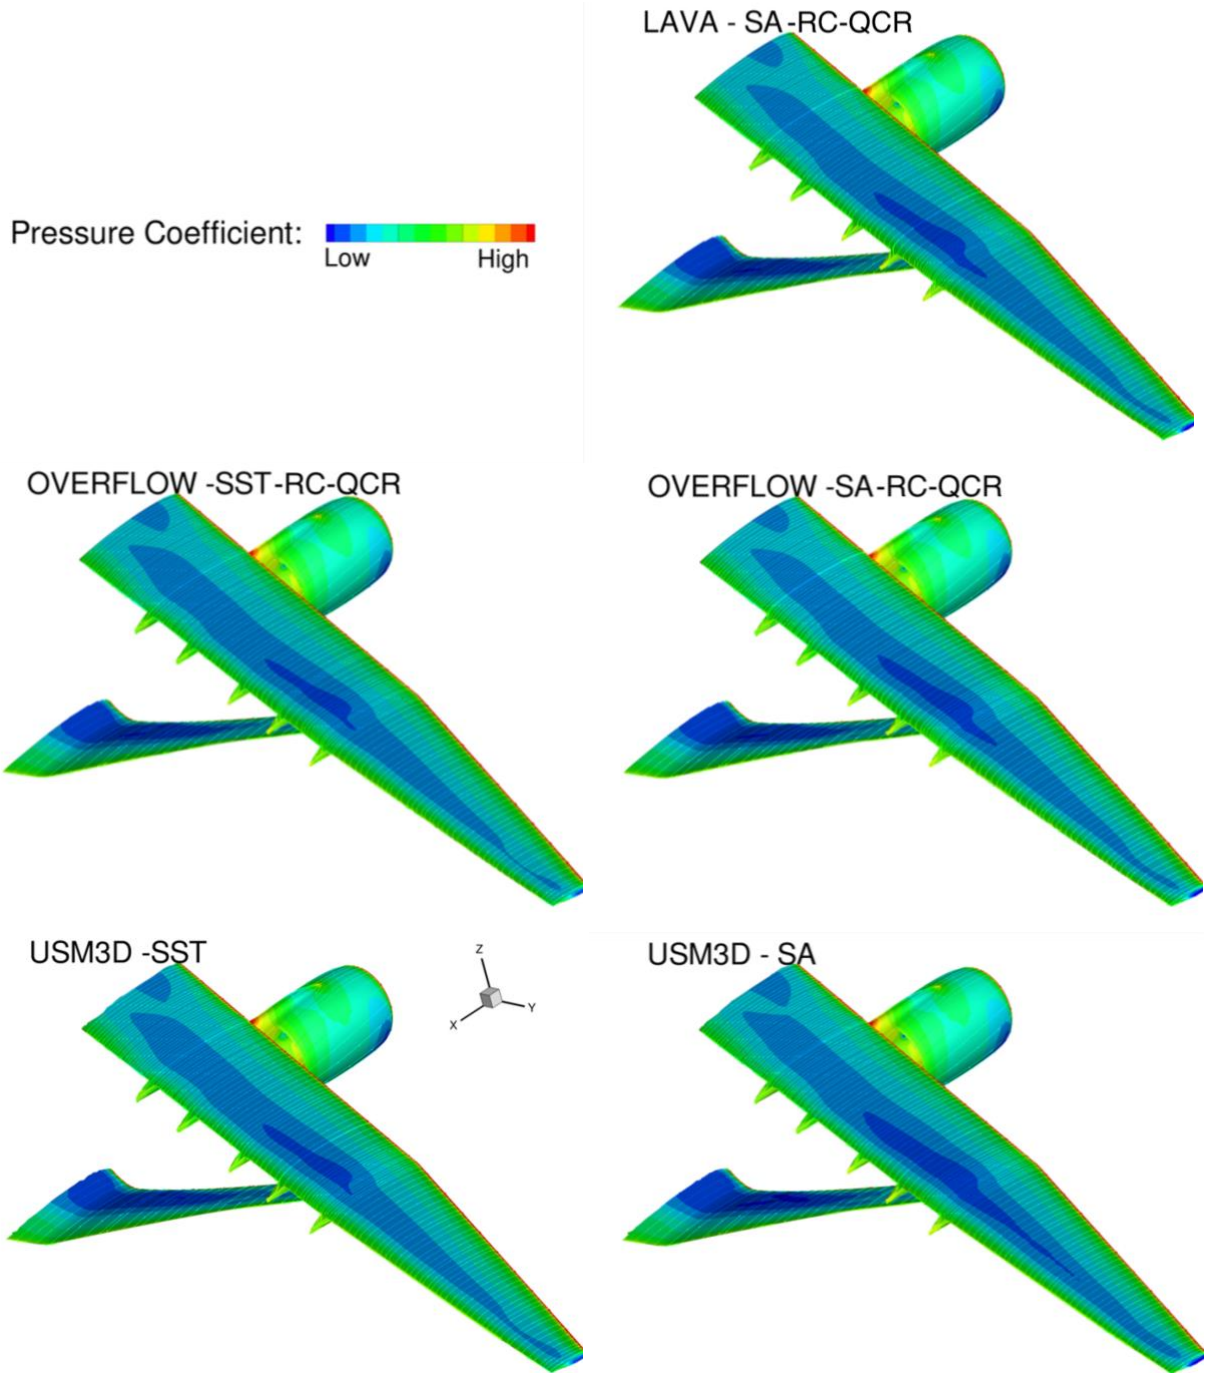 LAVA - SA-RC-QCR
Pressure Coefficient:
Low High
OVERFLOW -SST-RC-QCR
OVERFLOW -SA-RC-QCR
USM3D -SST
USM3D - SA
Z
X
Y